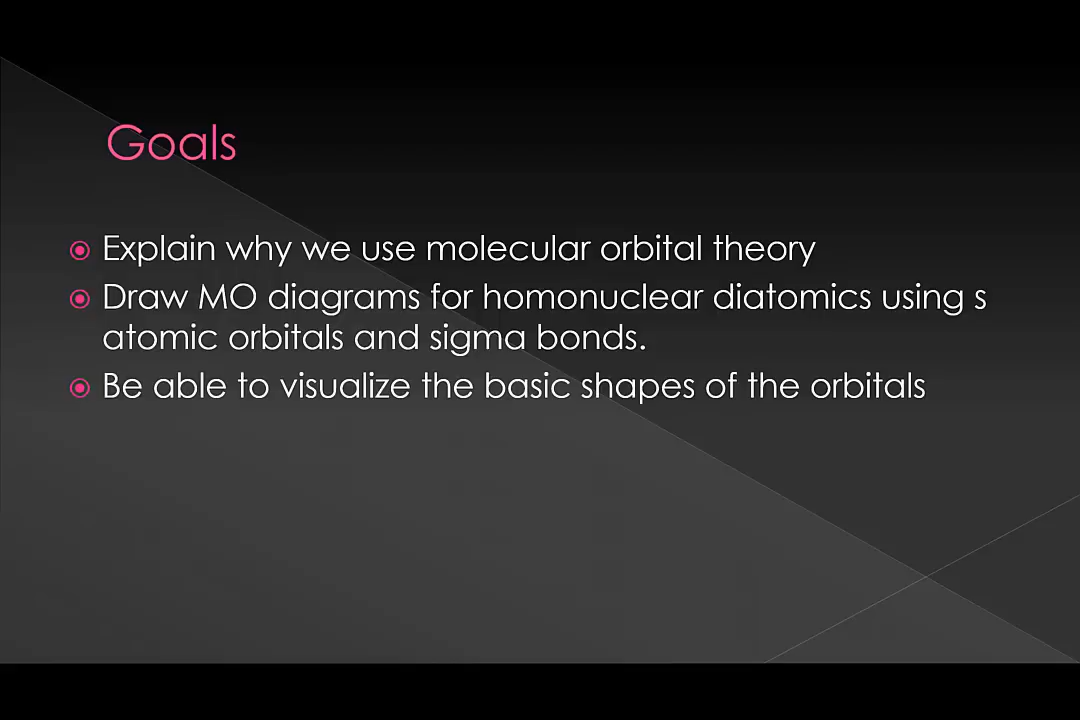 Goals
Explain why we use molecular orbital theory
Draw MO diagrams for homonuclear diatomics using s
atomic orbitals and sigma bonds.
Be able to visualize the basic shapes of the orbitals